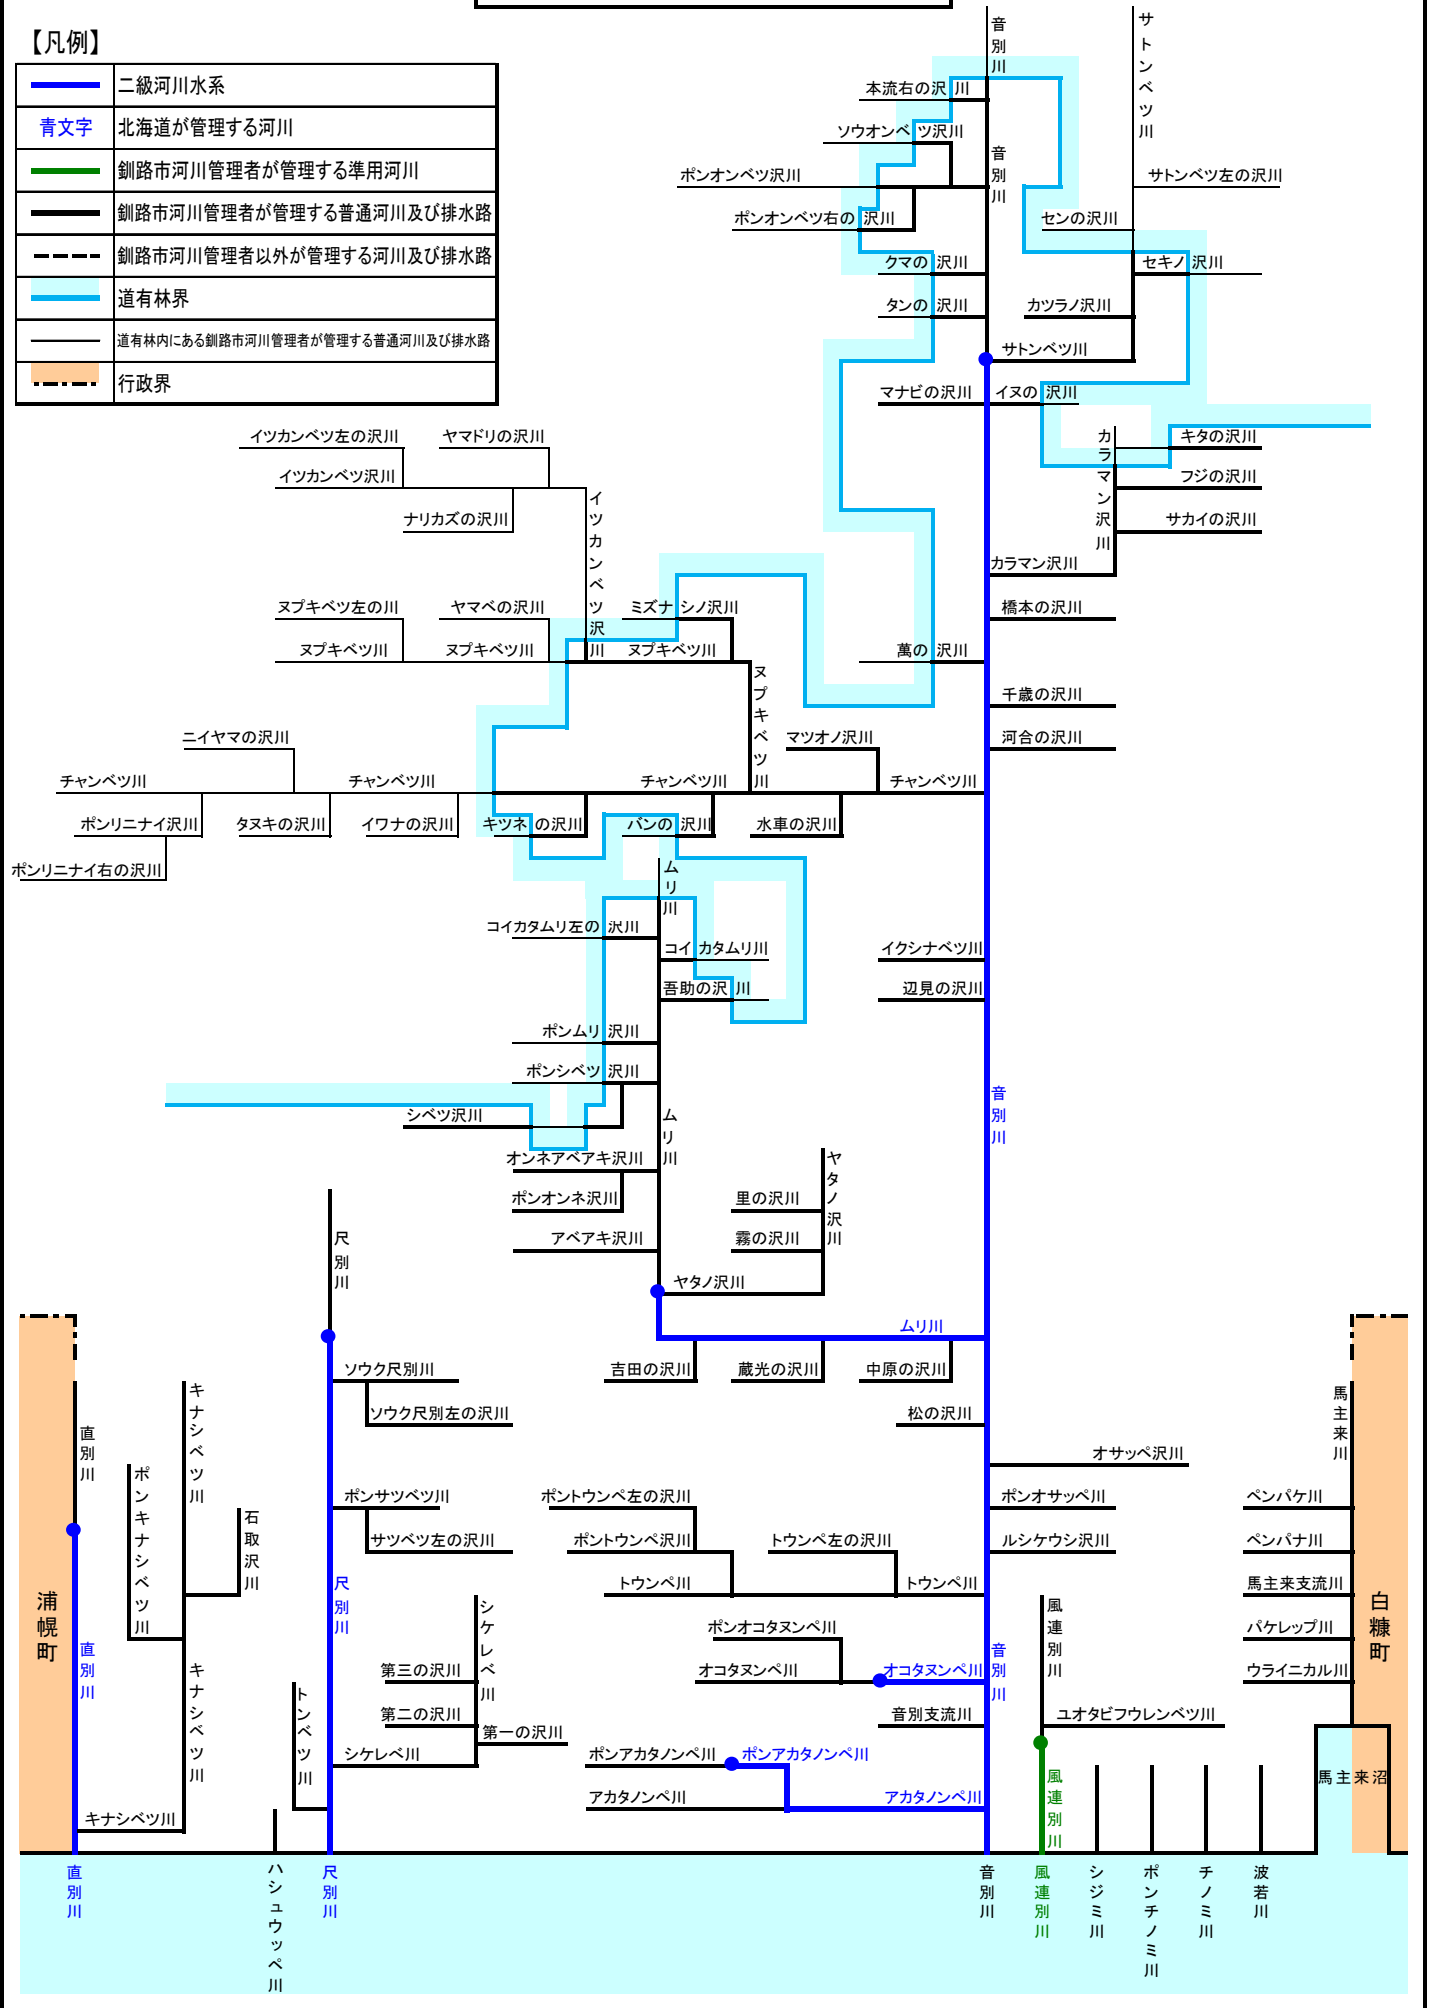 【凡例】
二級河川水系
青文字 北海道が管理する河川
釧路市河川管理者が管理する準用河川
釧路市河川管理者が管理する普通河川及び排水路
釧路市河川管理者以外が管理する河川及び排水路
道有林界
道有林内にある釧路市河川管理者が管理する普通河川及び排水路
行政界
音別川
サトンベツ川
本流右の沢川
ソウオンベツ沢川
音別川
ポンオンベツ沢川
サトンベツ左の沢川
ポンオンベツ右の沢川
センの沢川
クマの沢川
セキノ沢川
タンの沢川
カツラノ沢川
サトンベツ川
マナビの沢川
イヌの沢川
イツカンベツ左の沢川
ヤマドリの沢川
カラマン沢川
キタの沢川
イツカンベツ沢川
フジの沢川
イツカンベツ沢川
ナリカズの沢川
サカイの沢川
カラマン沢川
ヌプキベツ左の川
ヤマベの沢川
ミズナシノ沢川
橋本の沢川
ヌプキベツ川
ヌプキベツ川
ヌプキベツ川
萬の沢川
ヌプキベツ川
千歳の沢川
ニイヤマの沢川
マツオノ沢川
河合の沢川
チャンベツ川
チャンベツ川
チャンベツ川
チャンベツ川
ポンリニナイ沢川
タヌキの沢川
イワナの沢川
キツネの沢川
バンの沢川
水車の沢川
ポンリニナイ右の沢川
ムリ川
コイカタムリ左の沢川
コイカタムリ川
イクシナベツ川
吾助の沢川
辺見の沢川
ポンムリ沢川
ポンシベツ沢川
音別川
シベツ沢川
ムリ川
オンネアベアキ沢川
ヤタノ沢川
ポンオンネ沢川
里の沢川
アベアキ沢川
霧の沢川
尺別川
ヤタノ沢川
ムリ川
ソウク尺別川
吉田の沢川
蔵光の沢川
中原の沢川
キナシベツ川
馬主来川
ソウク尺別左の沢川
松の沢川
直別川
オサッペ沢川
ポンキナシベツ川
ポンサツベツ川
ポントウンペ左の沢川
ポンオサッペ川
ペンパケ川
石取沢川
サツベツ左の沢川
ポントウンペ沢川
トウンペ左の沢川
ルシケウシ沢川
ペンパナ川
尺別川
トウンペ川
トウンペ川
馬主来支流川
浦幌町
白糠町
シケレベ川
風連別川
ポンオコタヌンペ川
パケレップ川
直別川
音別川
キナシベツ川
第三の沢川
オコタヌンペ川
オコタヌンペ川
ウライニカル川
トンベツ川
第二の沢川
音別支流川
ユオタビフウレンベツ川
第一の沢川
シケレベ川
ポンアカタノンペ川
ポンアカタノンペ川
風連別川
馬主来沼
アカタノンペ川
アカタノンペ川
キナシベツ川
直別川
ハシュウッペ川
尺別川
音別川
風連別川
シジミ川
ポンチノミ川
チノミ川
波若川